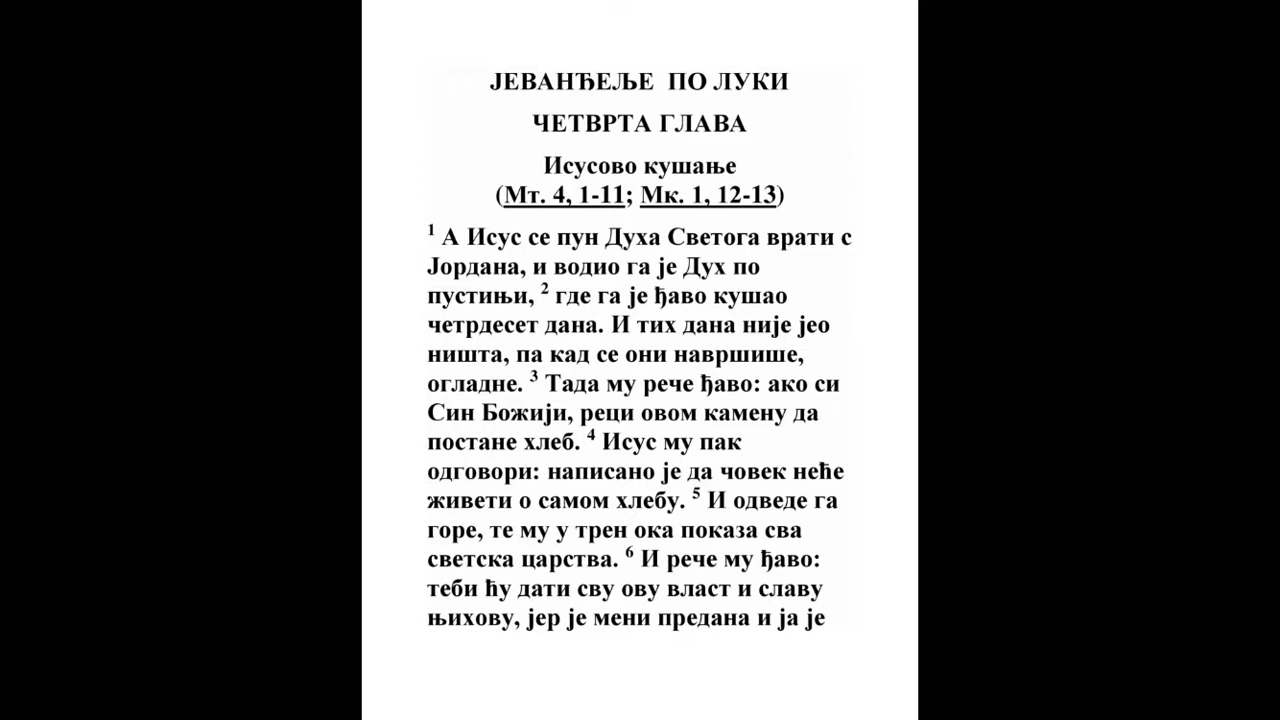 ЈЕВАНЂЕЉЕ ПО ЛУКИ
ЧЕТВРТА ГЛАВА
Исусово кушање
(Мт. 4, 1-11; Мк. 1, 12-13)
1 А Исус се пун Духа Светога врати с
Јордана, и водио га је Дух по
пустињи, 2 где га је ђаво кушао
четрдесет дана. И тих дана није јео
ништа, па кад се они навршише,
огладне. 3 Тада му рече ђаво: ако си
Син Божији, реци овом камену да
постане хлеб. 4 Исус му пак
одговори: написано је да човек неће
живети о самом хлебу. 5 И одведе га
горе, те му у трен ока показа сва
светска царства. 6 И рече му ђаво:
теби ћу дати сву ову власт и славу
њихову, јер је мени предана и ја је